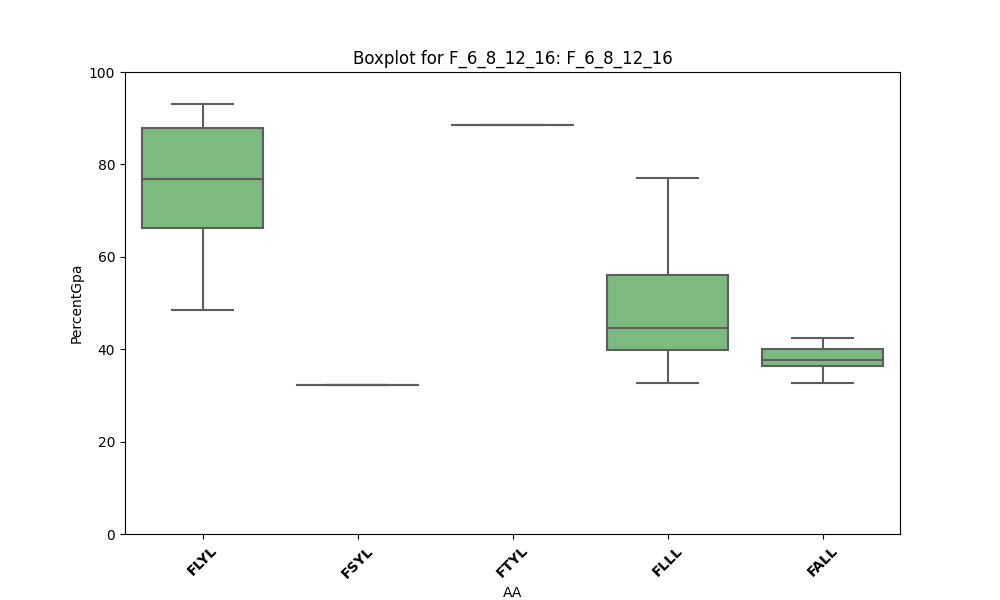 Boxplot for F_6_8_12_16: F_6_8_12_16
PercentGpa
100
80
60
40
20
0
FLYL
FSYL
FTYL
FLLL
FALL
AA